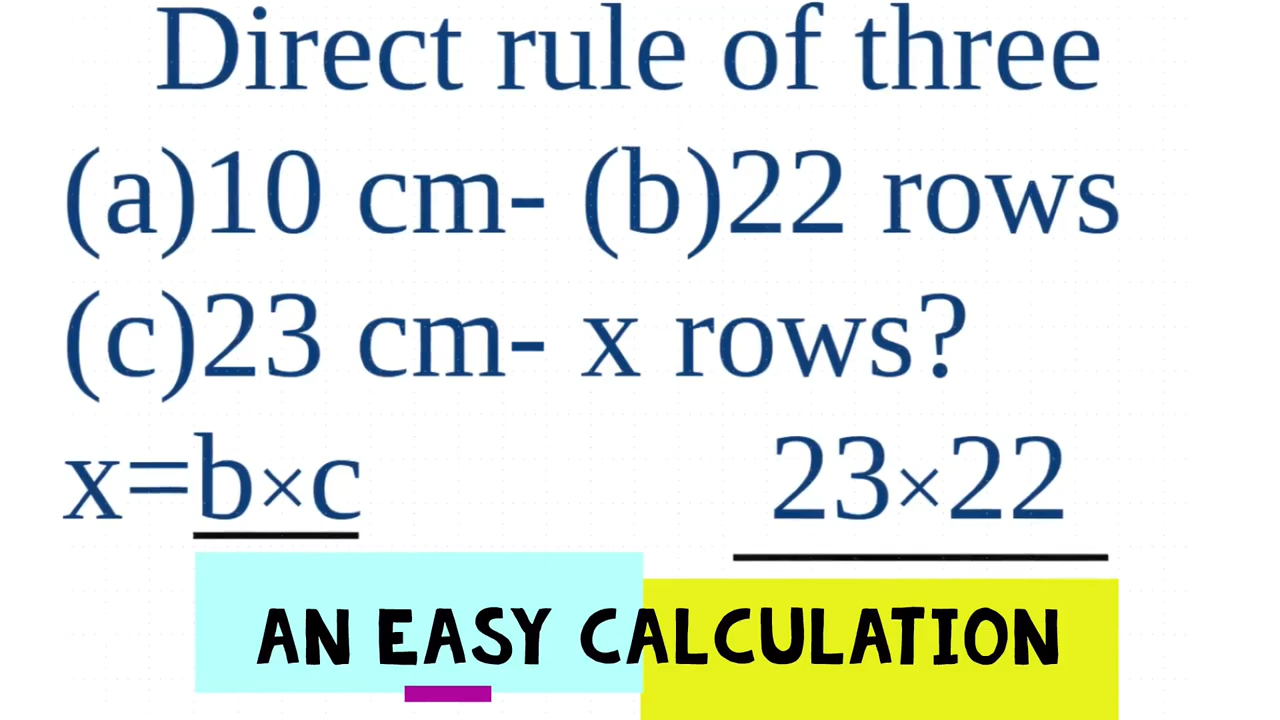 Direct rule of three
(a)10 cm- (b)22 rows
(c)23 cm- x rows?
x=b×c 23×22
AN EASY CALCULATION